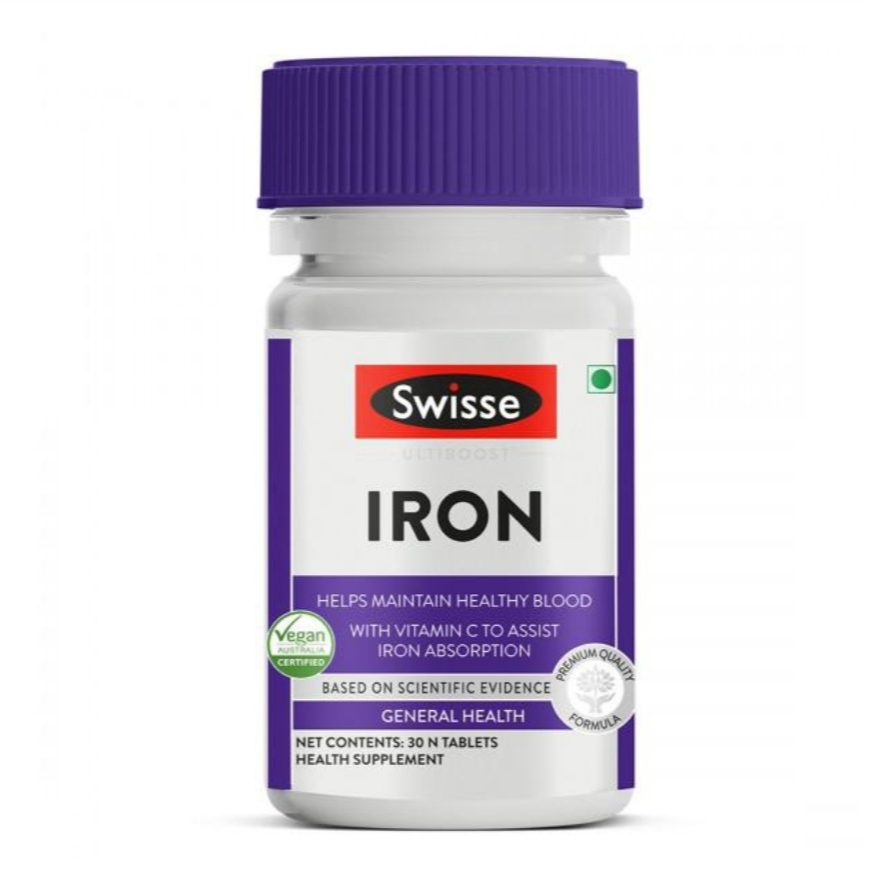 Swisse
ULTIBOOST
IRON
HELPS MAINTAIN HEALTHY BLOOD
WITH VITAMIN C TO ASSIST
IRON ABSORPTION
Vegan
AUSTRALIA
CERTIFIED
BASED ON SCIENTIFIC EVIDENCE
PREMIUM QUALITY
FORMULA
GENERAL HEALTH
NET CONTENTS: 30 N TABLETS
HEALTH SUPPLEMENT